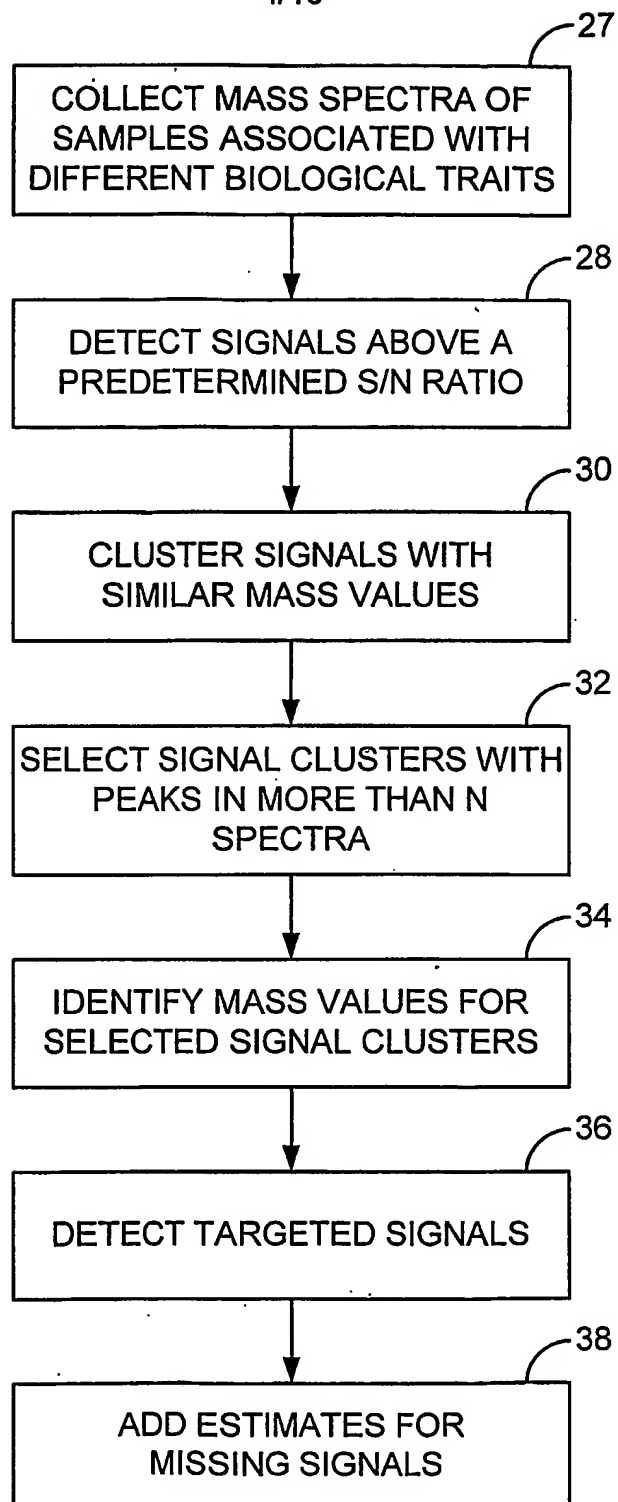 27
COLLECT MASS SPECTRA OF
SAMPLES ASSOCIATED WITH
DIFFERENT BIOLOGICAL TRAITS
28
DETECT SIGNALS ABOVE A
PREDETERMINED S/N RATIO
30
CLUSTER SIGNALS WITH
SIMILAR MASS VALUES
32
SELECT SIGNAL CLUSTERS WITH
PEAKS IN MORE THAN N
SPECTRA
34
IDENTIFY MASS VALUES FOR
SELECTED SIGNAL CLUSTERS
36
DETECT TARGETED SIGNALS
38
ADD ESTIMATES FOR
MISSING SIGNALS